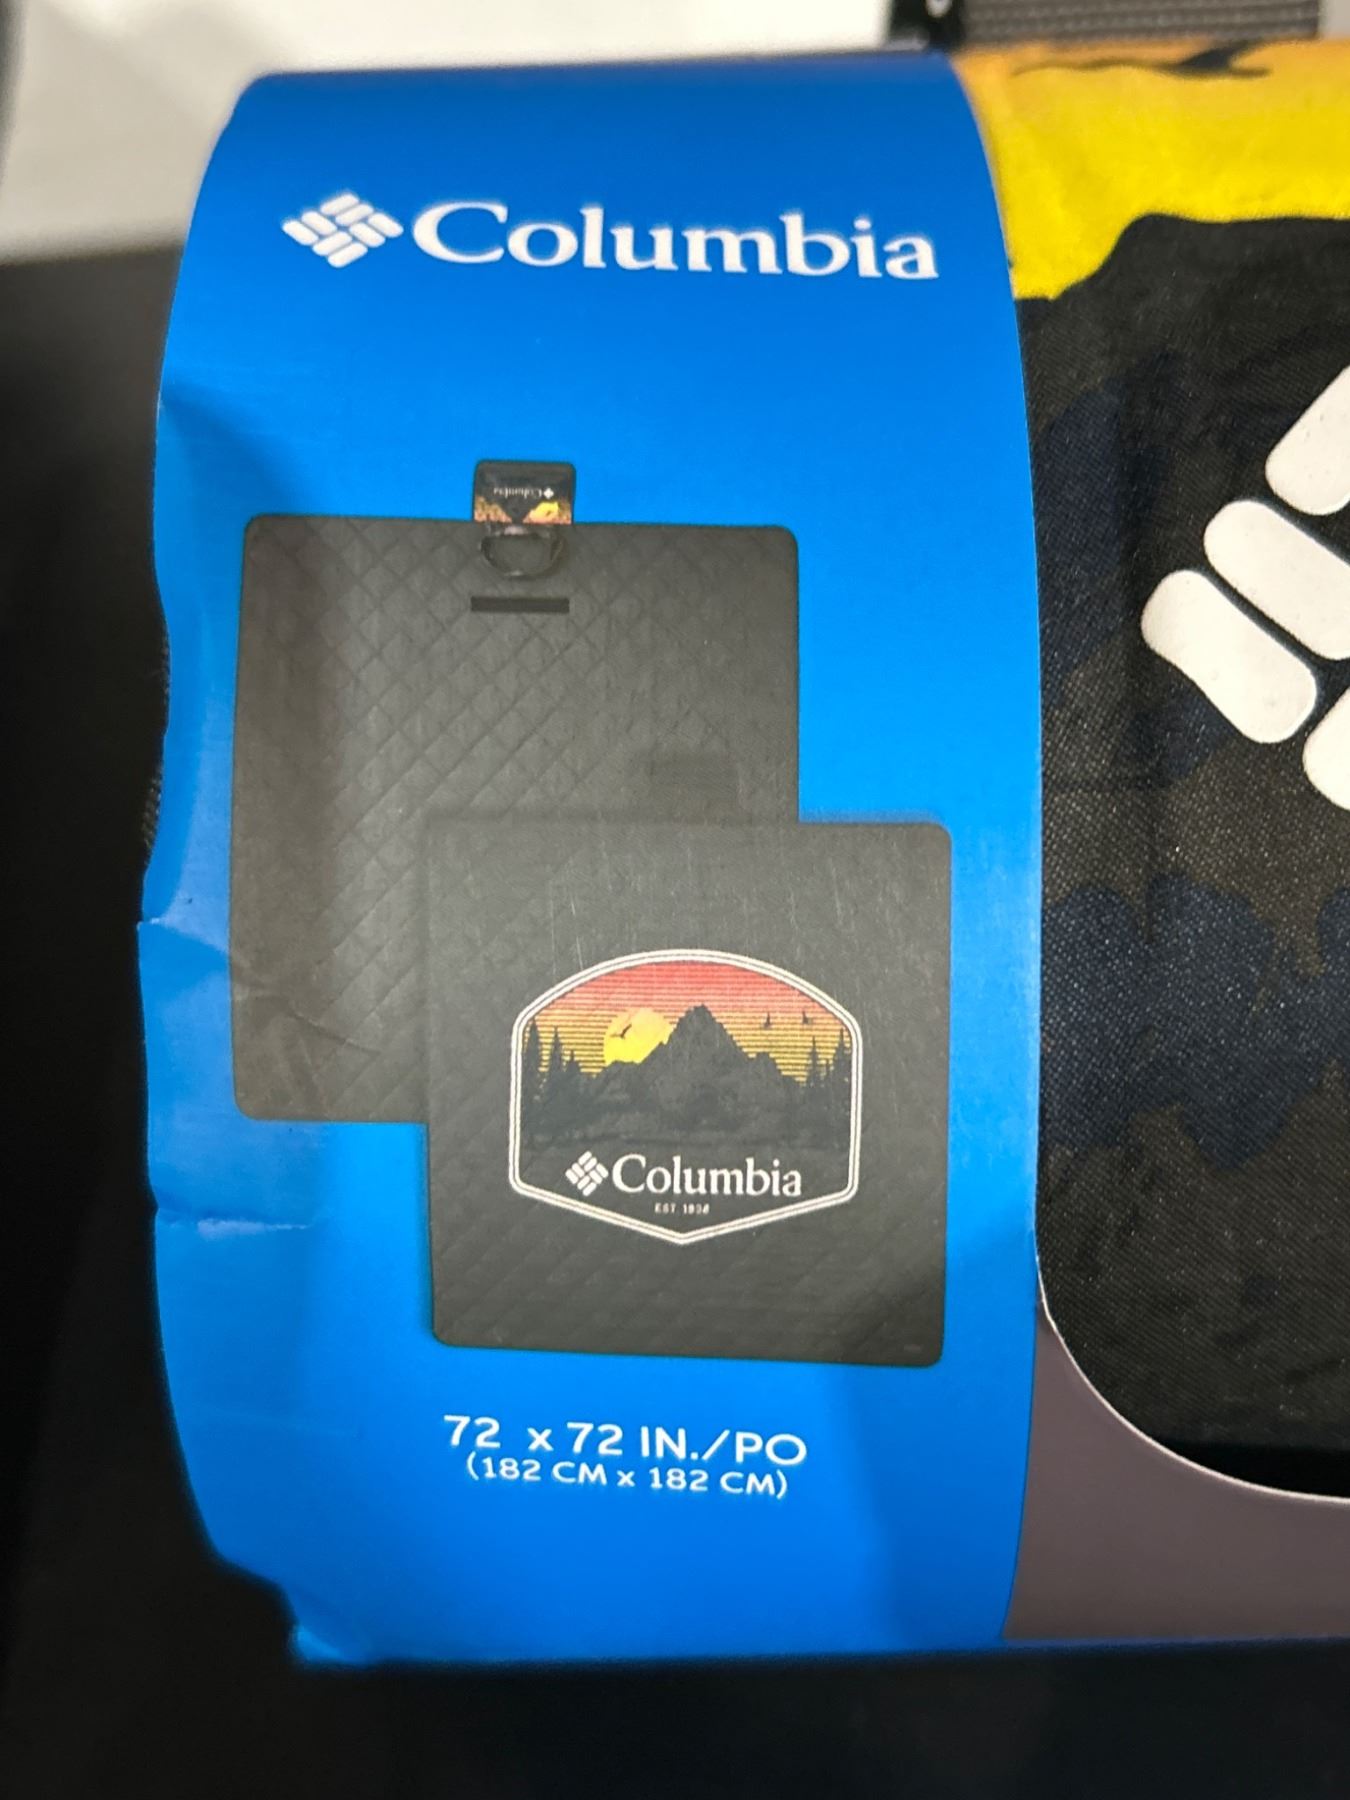 Columbia
Columbia
Columbia
EST 1938
72 x 72 IN./PO
(182 CM x 182 CM)